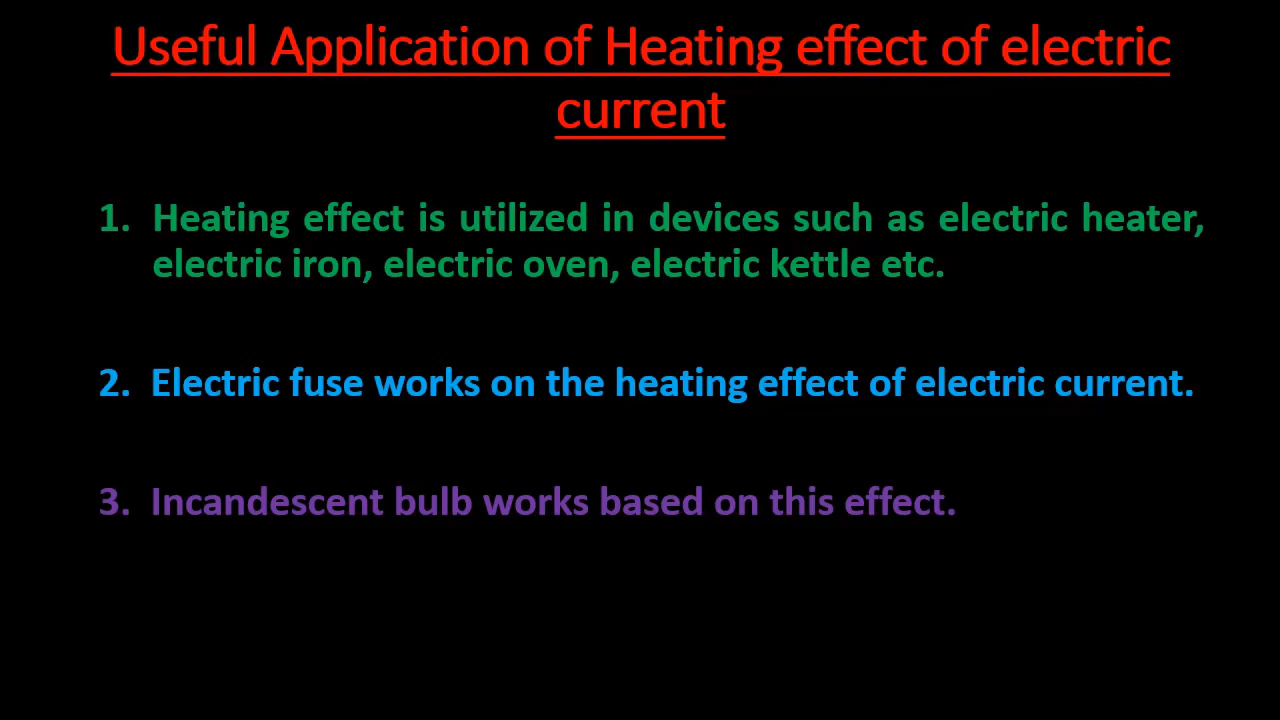 Useful Application of Heating effect of electric
current
1. Heating effect is utilized in devices such as electric heater,
electric iron, electric oven, electric kettle etc.
2. Electric fuse works on the heating effect of electric current.
3. Incandescent bulb works based on this effect.